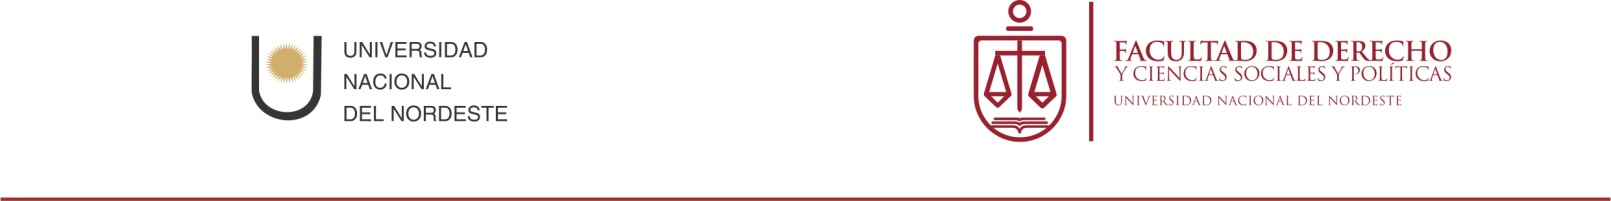 UNIVERSIDAD
NACIONAL
DEL NORDESTE
FACULTAD DE DERECHO
Y CIENCIAS SOCIALES Y POLÍTICAS
UNIVERSIDAD NACIONAL DEL NORDESTE